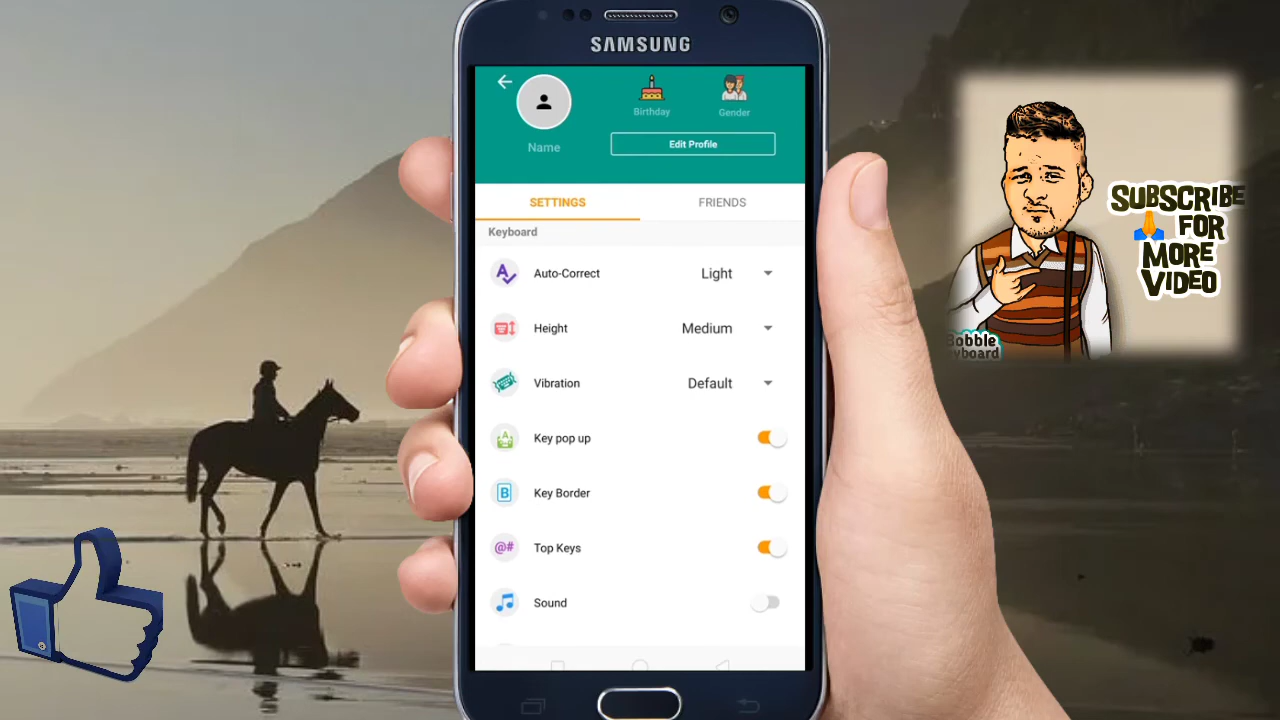 SAMSUNG
Birthday
Gender
Name
Edit Profile
SETTINGS
FRIENDS
Keyboard
Auto-Correct
Light
Height
Medium
Vibration
Default
Key pop up
Key Border
B
Top Keys
@#
Sound
SUBSCRIBE
FOR
MORE
VIDEO
Bobble